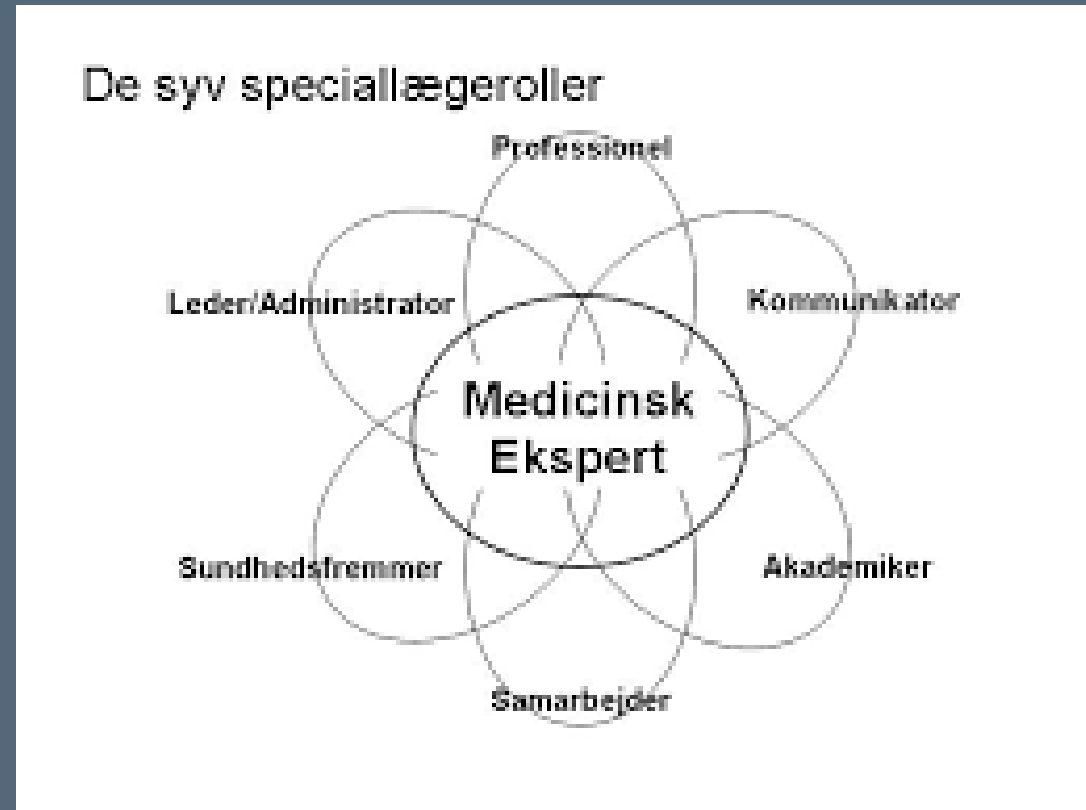 De syv speciallægeroller
Professionel
Leder/Administrator
Kommunikator
Medicinsk
Ekspert
Sundhedsfremmer
Akademiker
Samarbejder